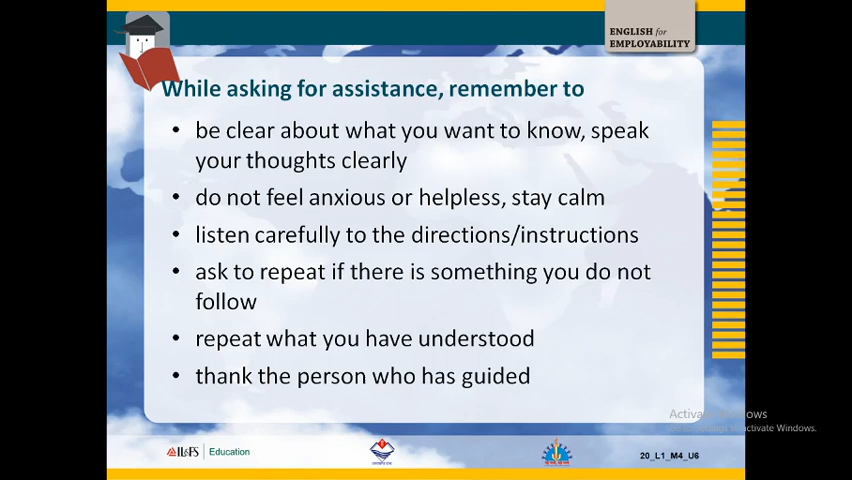 ENGLISH for
EMPLOYABILITY
While asking for assistance, remember to
• be clear about what you want to know, speak
your thoughts clearly
• do not feel anxious or helpless, stay calm
• listen carefully to the directions/instructions
• ask to repeat if there is something you do not
follow
• repeat what you have understood
• thank the person who has guided
Activate Windows
to activate Windows.
IL&FS Education
20_L1_M4_U6